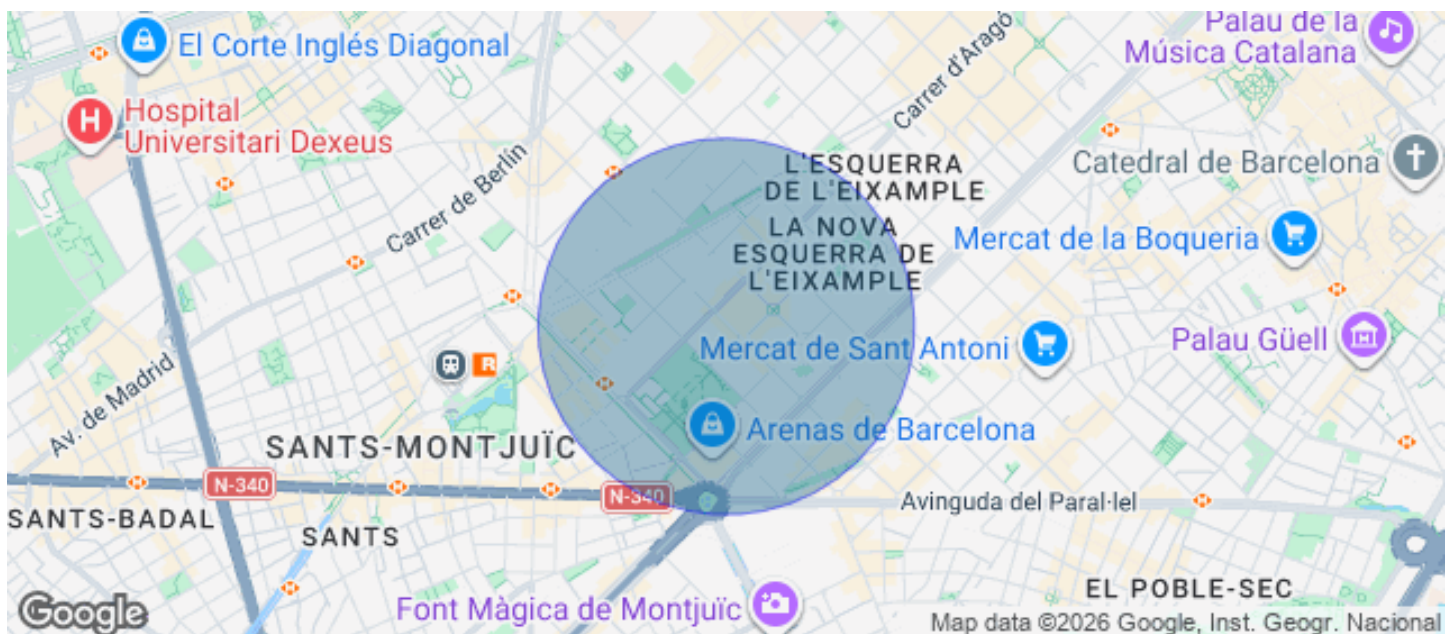 El Corte Inglés Diagonal
Palau de la
Música Catalana
Hospital
Universitari Dexeus
H
Carrer d'Aragó
Carrer de Berlín
L'ESQUERRA
DE L'EIXAMPLE
Catedral de Barcelona
LA NOVA
ESQUERRA DE
L'EIXAMPLE
Mercat de la Boqueria
Mercat de Sant Antoni
Palau Güell
R
Av. de Madrid
Arenas de Barcelona
SANTS-MONTJUÏC
N-340
N-340
Avinguda del Paral·lel
SANTS-BADAL
SANTS
EL POBLE-SEC
Google
Font Màgica de Montjuïc
Map data ©2026 Google, Inst. Geogr. Nacional